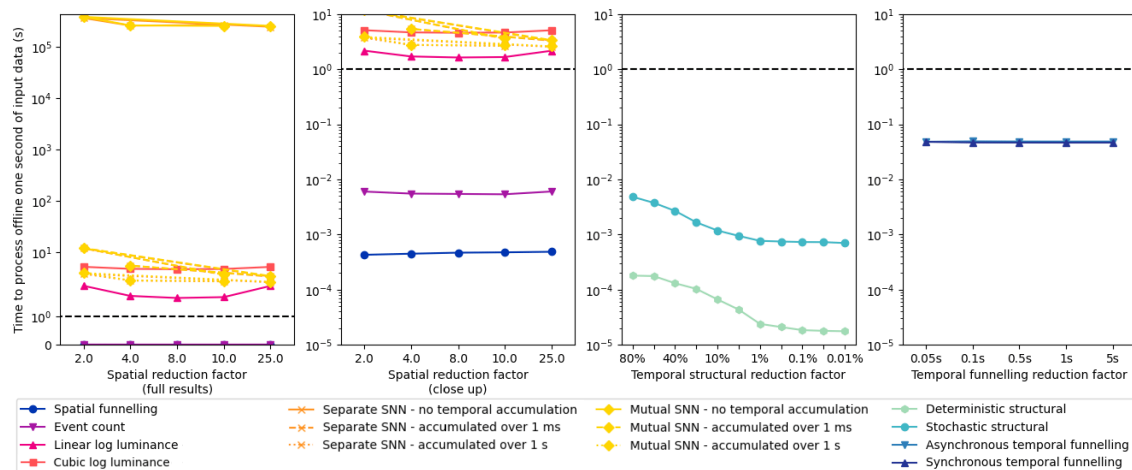 Time to process offline one second of input data (s)
10^5
10^4
10^3
10^2
10^1
10^0
0
2.0 4.0 8.0 10.0 25.0
Spatial reduction factor
(full results)
10^1
10^0
10^-1
10^-2
10^-3
10^-4
10^-5
2.0 4.0 8.0 10.0 25.0
Spatial reduction factor
(close up)
10^1
10^0
10^-1
10^-2
10^-3
10^-4
10^-5
80% 40% 10% 1% 0.1% 0.01%
Temporal structural reduction factor
10^1
10^0
10^-1
10^-2
10^-3
10^-4
10^-5
0.05s 0.1s 0.5s 1s 5s
Temporal funnelling reduction factor
Spatial funnelling
Event count
Linear log luminance
Cubic log luminance
Separate SNN - no temporal accumulation
Separate SNN - accumulated over 1 ms
Separate SNN - accumulated over 1 s
Mutual SNN - no temporal accumulation
Mutual SNN - accumulated over 1 ms
Mutual SNN - accumulated over 1 s
Deterministic structural
Stochastic structural
Asynchronous temporal funnelling
Synchronous temporal funnelling